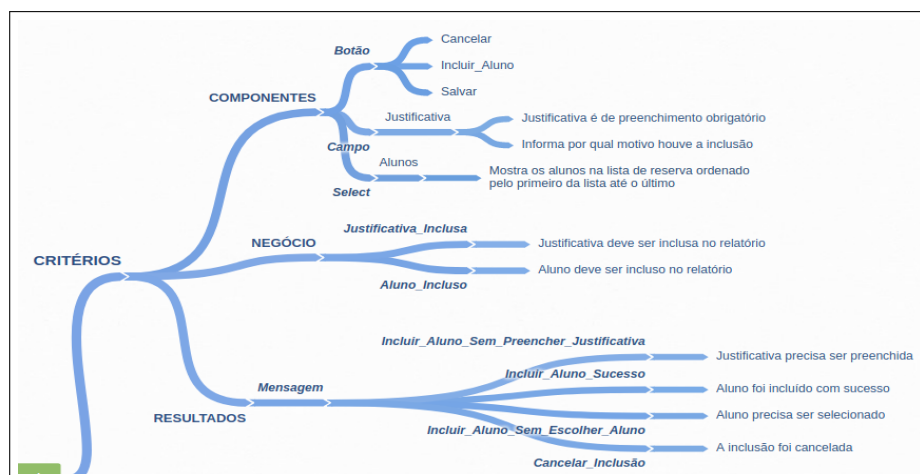 Botão
Cancelar
Incluir_Aluno
Salvar
COMPONENTES
Justificativa
Justificativa é de preenchimento obrigatório
Campo
Informa por qual motivo houve a inclusão
Alunos
Mostra os alunos na lista de reserva ordenado
pelo primeiro da lista até o último
Select
CRITÉRIOS
NEGÓCIO
Justificativa_Inclusa
Justificativa deve ser inclusa no relatório
Aluno deve ser incluso no relatório
Aluno_Incluso
Incluir_Aluno_Sem_Preencher_Justificativa
Justificativa precisa ser preenchida
Incluir_Aluno_Sucesso
Aluno foi incluído com sucesso
Mensagem
RESULTADOS
Aluno precisa ser selecionado
Incluir_Aluno_Sem_Escolher_Aluno
A inclusão foi cancelada
Cancelar_Inclusão